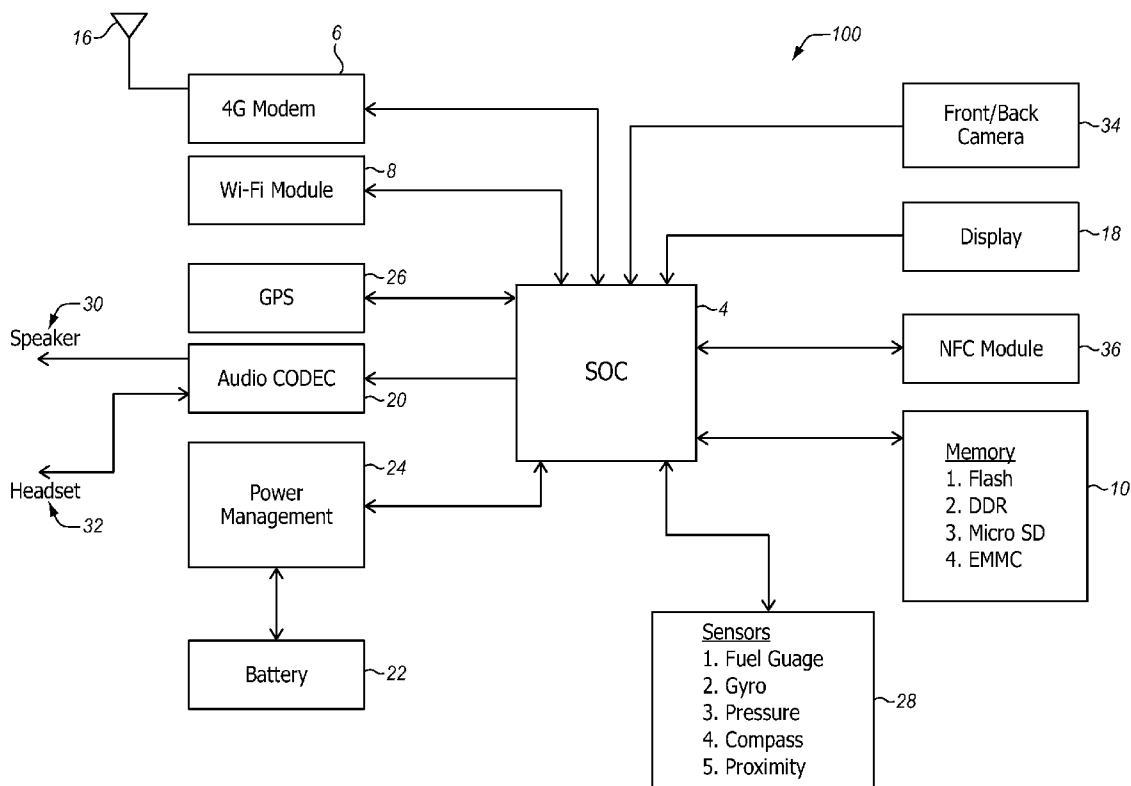 16
6
100
4G Modem
Front/Back
Camera
34
8
Wi-Fi Module
18
Display
26
GPS
4
30
Speaker
NFC Module
36
SOC
Audio CODEC
20
24
Memory
1. Flash
2. DDR
3. Micro SD
4. EMMC
10
Headset
32
Power
Management
Sensors
1. Fuel Guage
2. Gyro
3. Pressure
4. Compass
5. Proximity
28
Battery
22